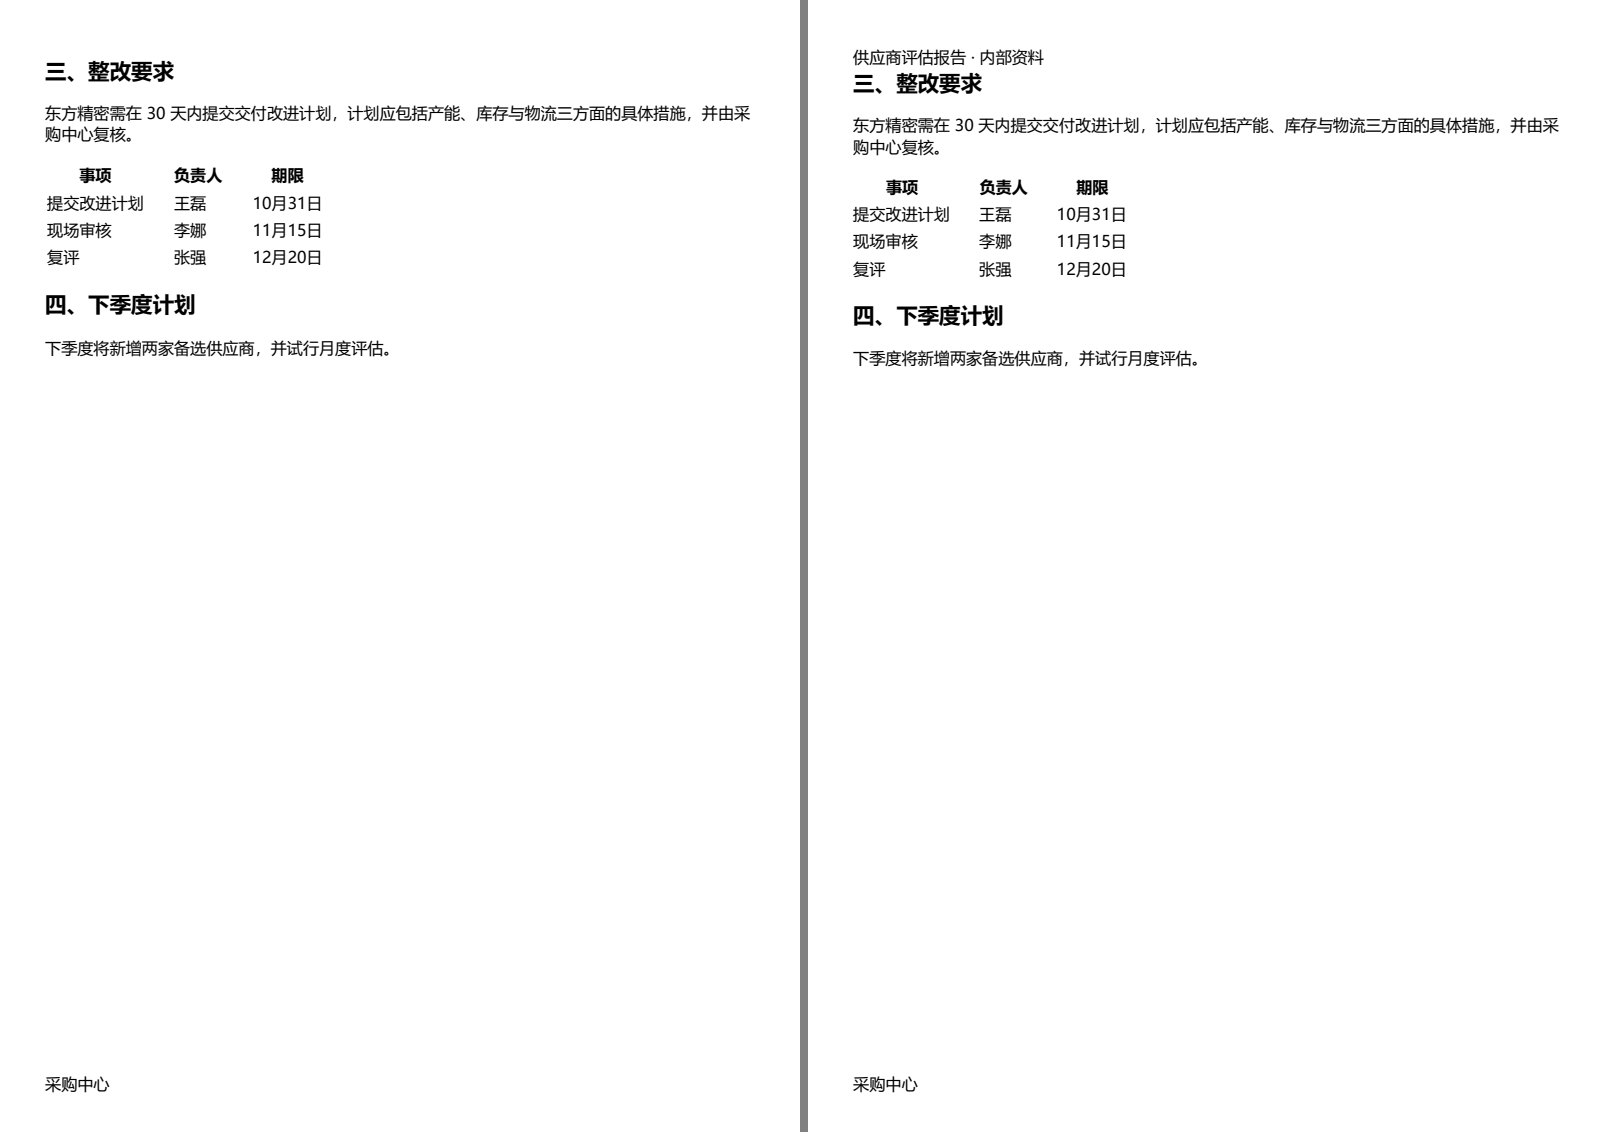 三、整改要求
东方精密需在 30 天内提交交付改进计划，计划应包括产能、库存与物流三方面的具体措施，并由采
购中心复核。
事项 负责人 期限
提交改进计划 王磊 10月31日
现场审核 李娜 11月15日
复评 张强 12月20日
四、下季度计划
下季度将新增两家备选供应商，并试行月度评估。
采购中心
供应商评估报告 · 内部资料
三、整改要求
东方精密需在 30 天内提交交付改进计划，计划应包括产能、库存与物流三方面的具体措施，并由采
购中心复核。
事项 负责人 期限
提交改进计划 王磊 10月31日
现场审核 李娜 11月15日
复评 张强 12月20日
四、下季度计划
下季度将新增两家备选供应商，并试行月度评估。
采购中心